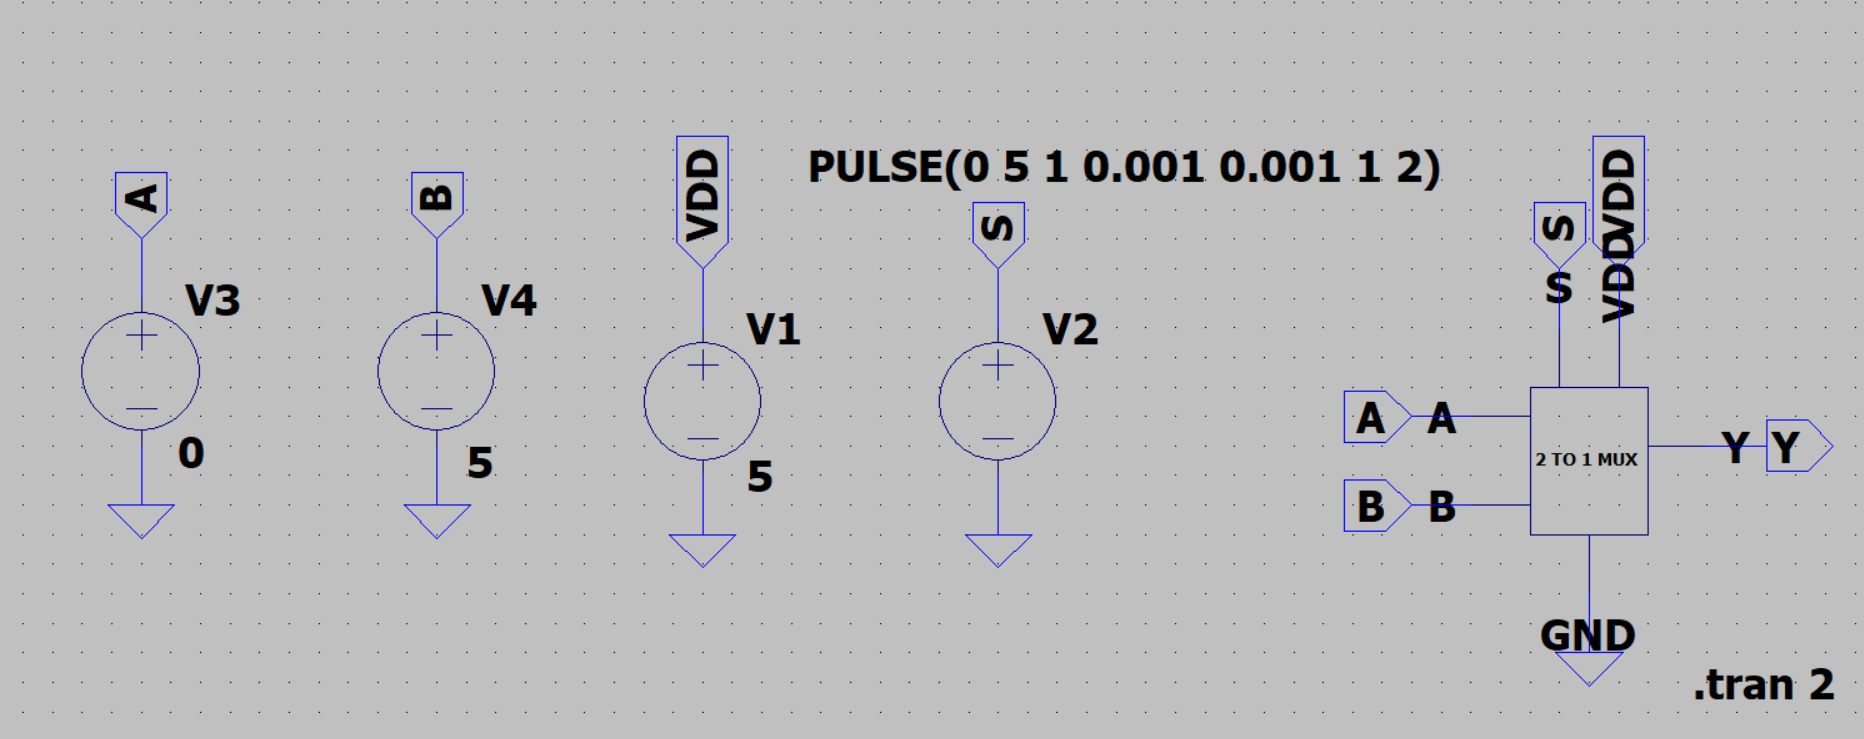 A
B
VDD
PULSE(0 5 1 0.001 0.001 1 2)
S
S
VDD
S
VDD
V3
V4
V1
V2
0
5
5
A A
B B
2 TO 1 MUX
Y Y
GND
.tran 2